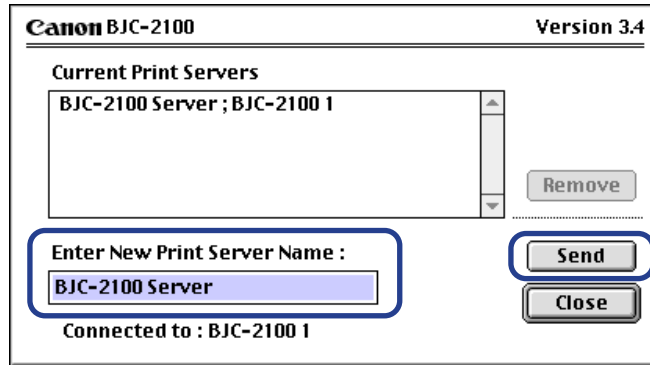 Canon BJC-2100 Version 3.4
Current Print Servers
BJC-2100 Server ; BJC-2100 1
Remove
Enter New Print Server Name :
Send
BJC-2100 Server
Close
Connected to : BJC-2100 1